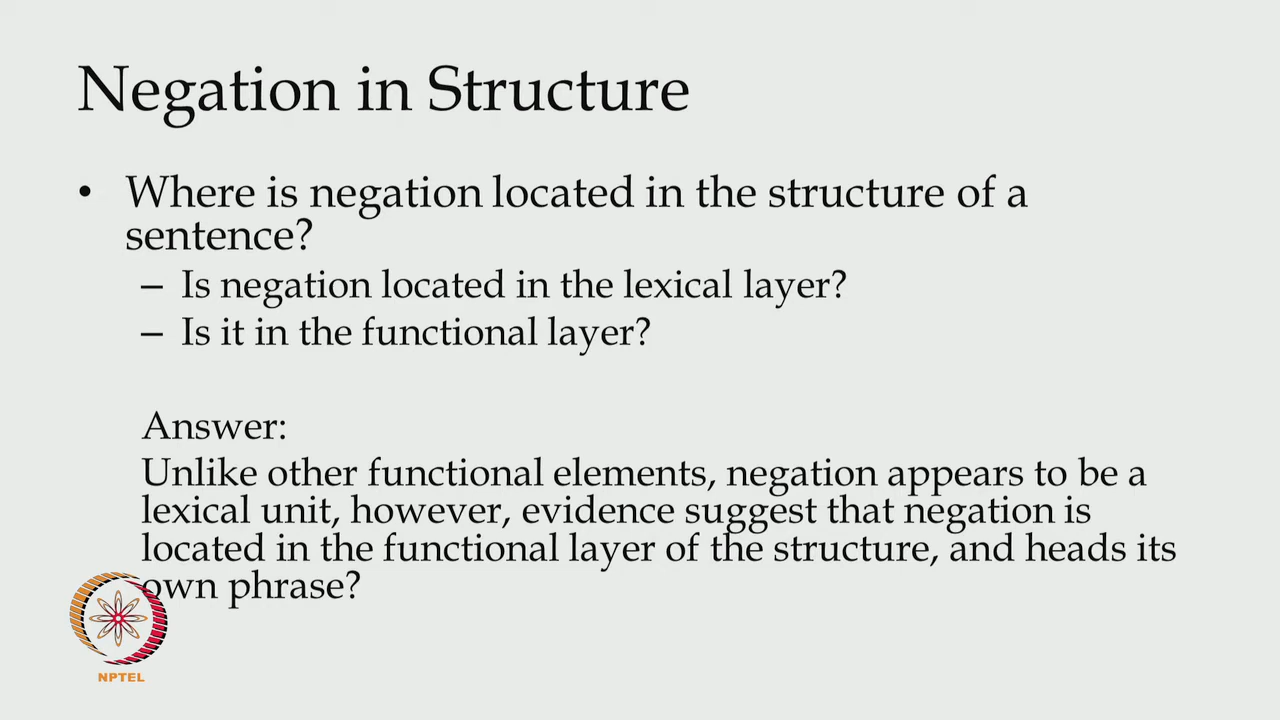 Negation in Structure
• Where is negation located in the structure of a
sentence?
– Is negation located in the lexical layer?
– Is it in the functional layer?
Answer:
Unlike other functional elements, negation appears to be a
lexical unit, however, evidence suggest that negation is
located in the functional layer of the structure, and heads its
own phrase?
NPTEL